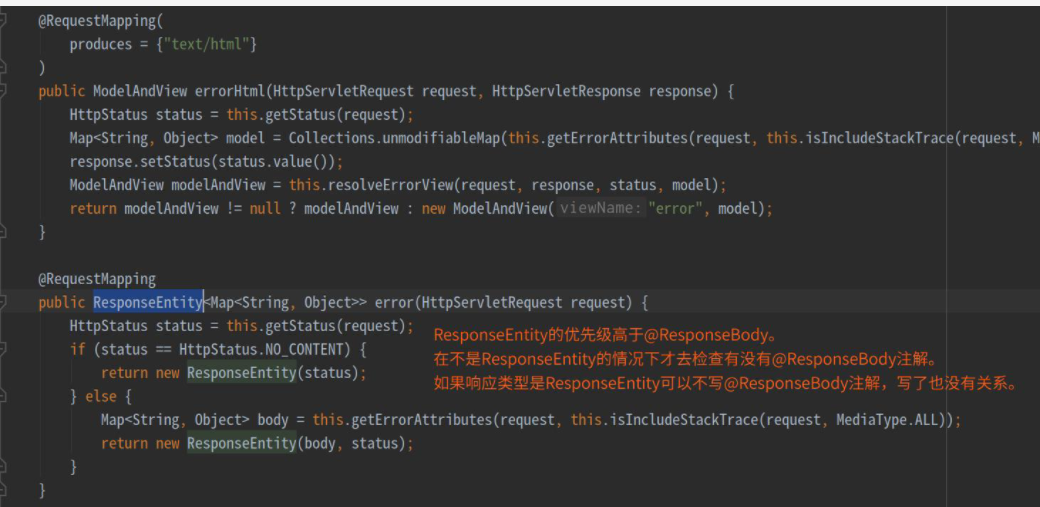 @RequestMapping(
produces = {"text/html"}
)
public ModelAndView errorHtml(HttpServletRequest request, HttpServletResponse response) {
HttpStatus status = this.getStatus(request);
Map<String, Object> model = Collections.unmodifiableMap(this.getErrorAttributes(request, this.isIncludeStackTrace(request, M
response.setStatus(status.value());
ModelAndView modelAndView = this.resolveErrorView(request, response, status, model);
return modelAndView != null ? modelAndView : new ModelAndView( viewName: "error", model);
}
@RequestMapping
public ResponseEntity<Map<String, Object>> error(HttpServletRequest request) {
HttpStatus status = this.getStatus(request);
ResponseEntity的优先级高于@ResponseBody。
if (status == HttpStatus.NO_CONTENT) {
在不是ResponseEntity的情况下才去检查有没有@ResponseBody注解。
return new ResponseEntity(status);
如果响应类型是ResponseEntity可以不写@ResponseBody注解，写了也没有关系。
} else {
Map<String, Object> body = this.getErrorAttributes(request, this.isIncludeStackTrace(request, MediaType.ALL));
return new ResponseEntity(body, status);
}
}